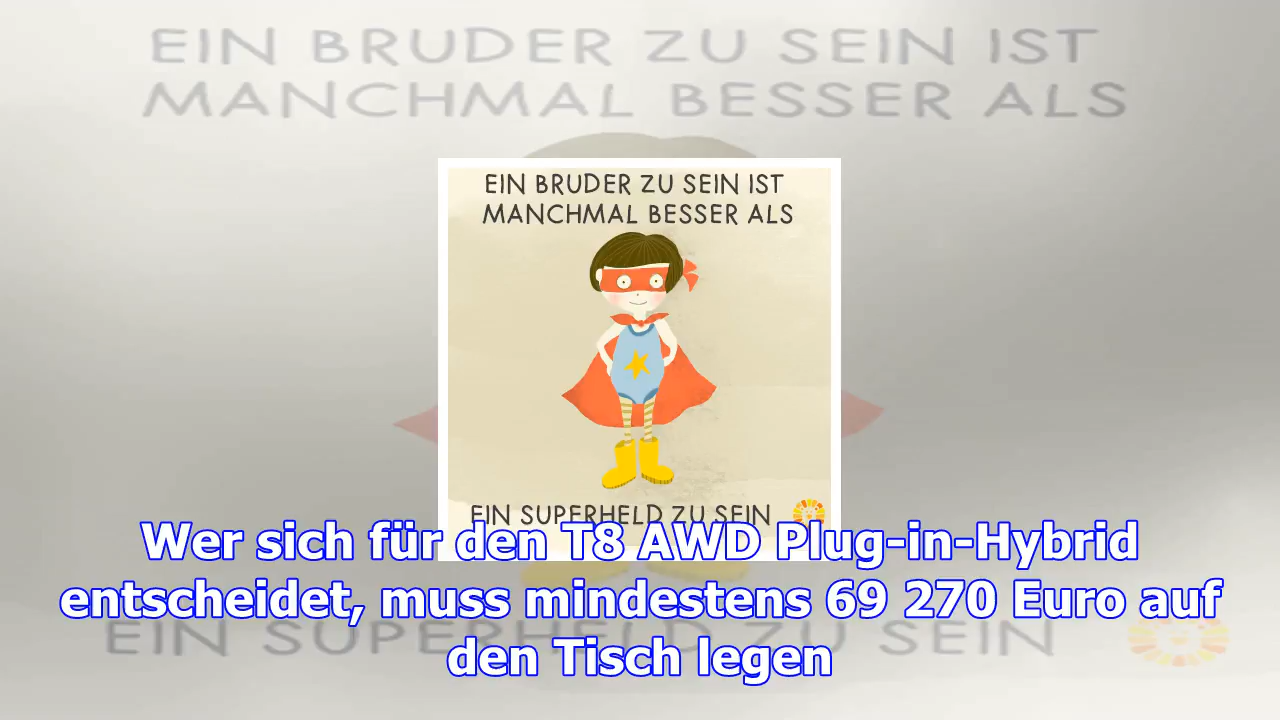 EIN BRUDER ZU SEIN IST
MANCHMAL BESSER ALS
EIN BRUDER ZU SEIN IST
MANCHMAL BESSER ALS
EIN SUPERHELD ZU SEIN
Wer sich für den T8 AWD Plug-in-Hybrid
entscheidet, muss mindestens 69 270 Euro auf
den Tisch legen
EIN SUPERHELD ZU SEIN